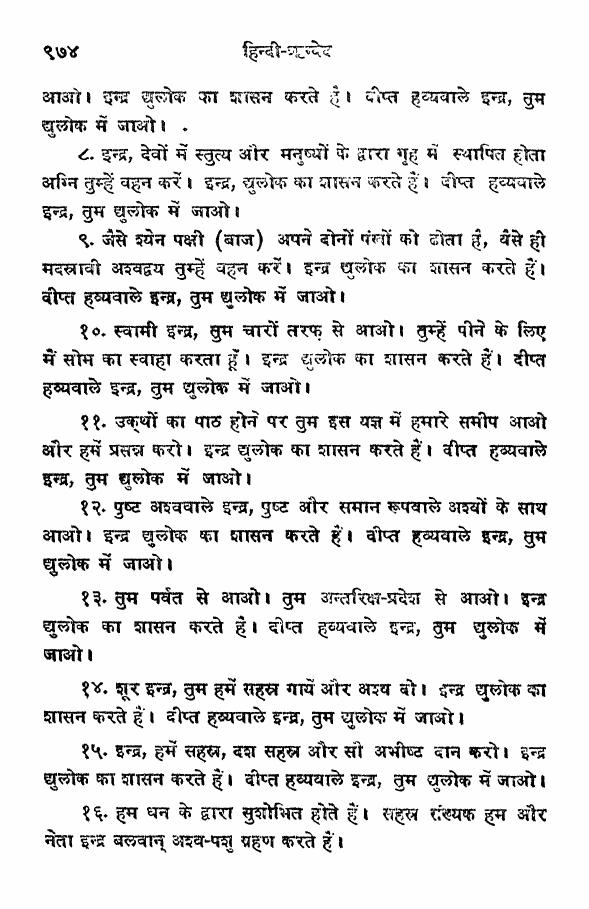 ९७४ हिन्दी-ऋग्वेद
आओ। इन्द्र द्युलोक का शासन करते हैं। दीप्त हव्यवाले इन्द्र, तुम
द्युलोक में जाओ।
८. इन्द्र, देवों में स्तुत्य और मनुष्यों के द्वारा गृह में स्थापित होता
अग्नि तुम्हें वहन करें। इन्द्र, द्युलोक का शासन करते हैं। दीप्त हव्यवाले
इन्द्र, तुम द्युलोक में जाओ।
९. जैसे श्येन पक्षी (बाज) अपने दोनों पंखों को ढोता है, वैसे ही
मदस्रावी अश्वद्वय तुम्हें वहन करें। इन्द्र द्युलोक का शासन करते हैं।
दीप्त हव्यवाले इन्द्र, तुम द्युलोक में जाओ।
१०. स्वामी इन्द्र, तुम चारों तरफ़ से आओ। तुम्हें पीने के लिए
मैं सोम का स्वाहा करता हूँ। इन्द्र द्युलोक का शासन करते हैं। दीप्त
हव्यवाले इन्द्र, तुम द्युलोक में जाओ।
११. उक्थों का पाठ होने पर तुम इस यज्ञ में हमारे समीप आओ
और हमें प्रसन्न करो। इन्द्र द्युलोक का शासन करते हैं। दीप्त हव्यवाले
इन्द्र, तुम द्युलोक में जाओ।
१२. पुष्ट अश्ववाले इन्द्र, पुष्ट और समान रूपवाले अश्वों के साथ
आओ। इन्द्र द्युलोक का शासन करते हैं। दीप्त हव्यवाले इन्द्र, तुम
द्युलोक में जाओ।
१३. तुम पर्वत से आओ। तुम अन्तरिक्ष-प्रदेश से आओ। इन्द्र
द्युलोक का शासन करते हैं। दीप्त हव्यवाले इन्द्र, तुम द्युलोक में
जाओ।
१४. शूर इन्द्र, तुम हमें सहस्र गायें और अश्व दो। इन्द्र द्युलोक का
शासन करते हैं। दीप्त हव्यवाले इन्द्र, तुम द्युलोक में जाओ।
१५. इन्द्र, हमें सहस्र, दश सहस्र और सौ अभीष्ट दान करो। इन्द्र
द्युलोक का शासन करते हैं। दीप्त हव्यवाले इन्द्र, तुम द्युलोक में जाओ।
१६. हम धन के द्वारा सुशोभित होते हैं। सहस्र संख्यक हम और
नेता इन्द्र बलवान् अश्व-पशु ग्रहण करते हैं।